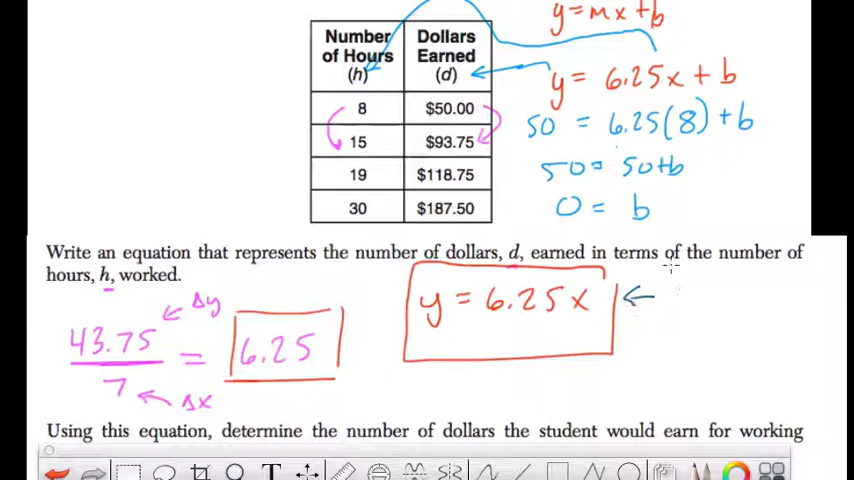 y = mx + b
Number of Hours (h) Dollars Earned (d)
y = 6.25x + b
8 $50.00
50 = 6.25(8) + b
15 $93.75
50 = 50+b
19 $118.75
30 $187.50
0 = b
Write an equation that represents the number of dollars, d, earned in terms of the number of
hours, h, worked.
43.75 Δy
7 Δx
= 6.25
y = 6.25x
Using this equation, determine the number of dollars the student would earn for working
T